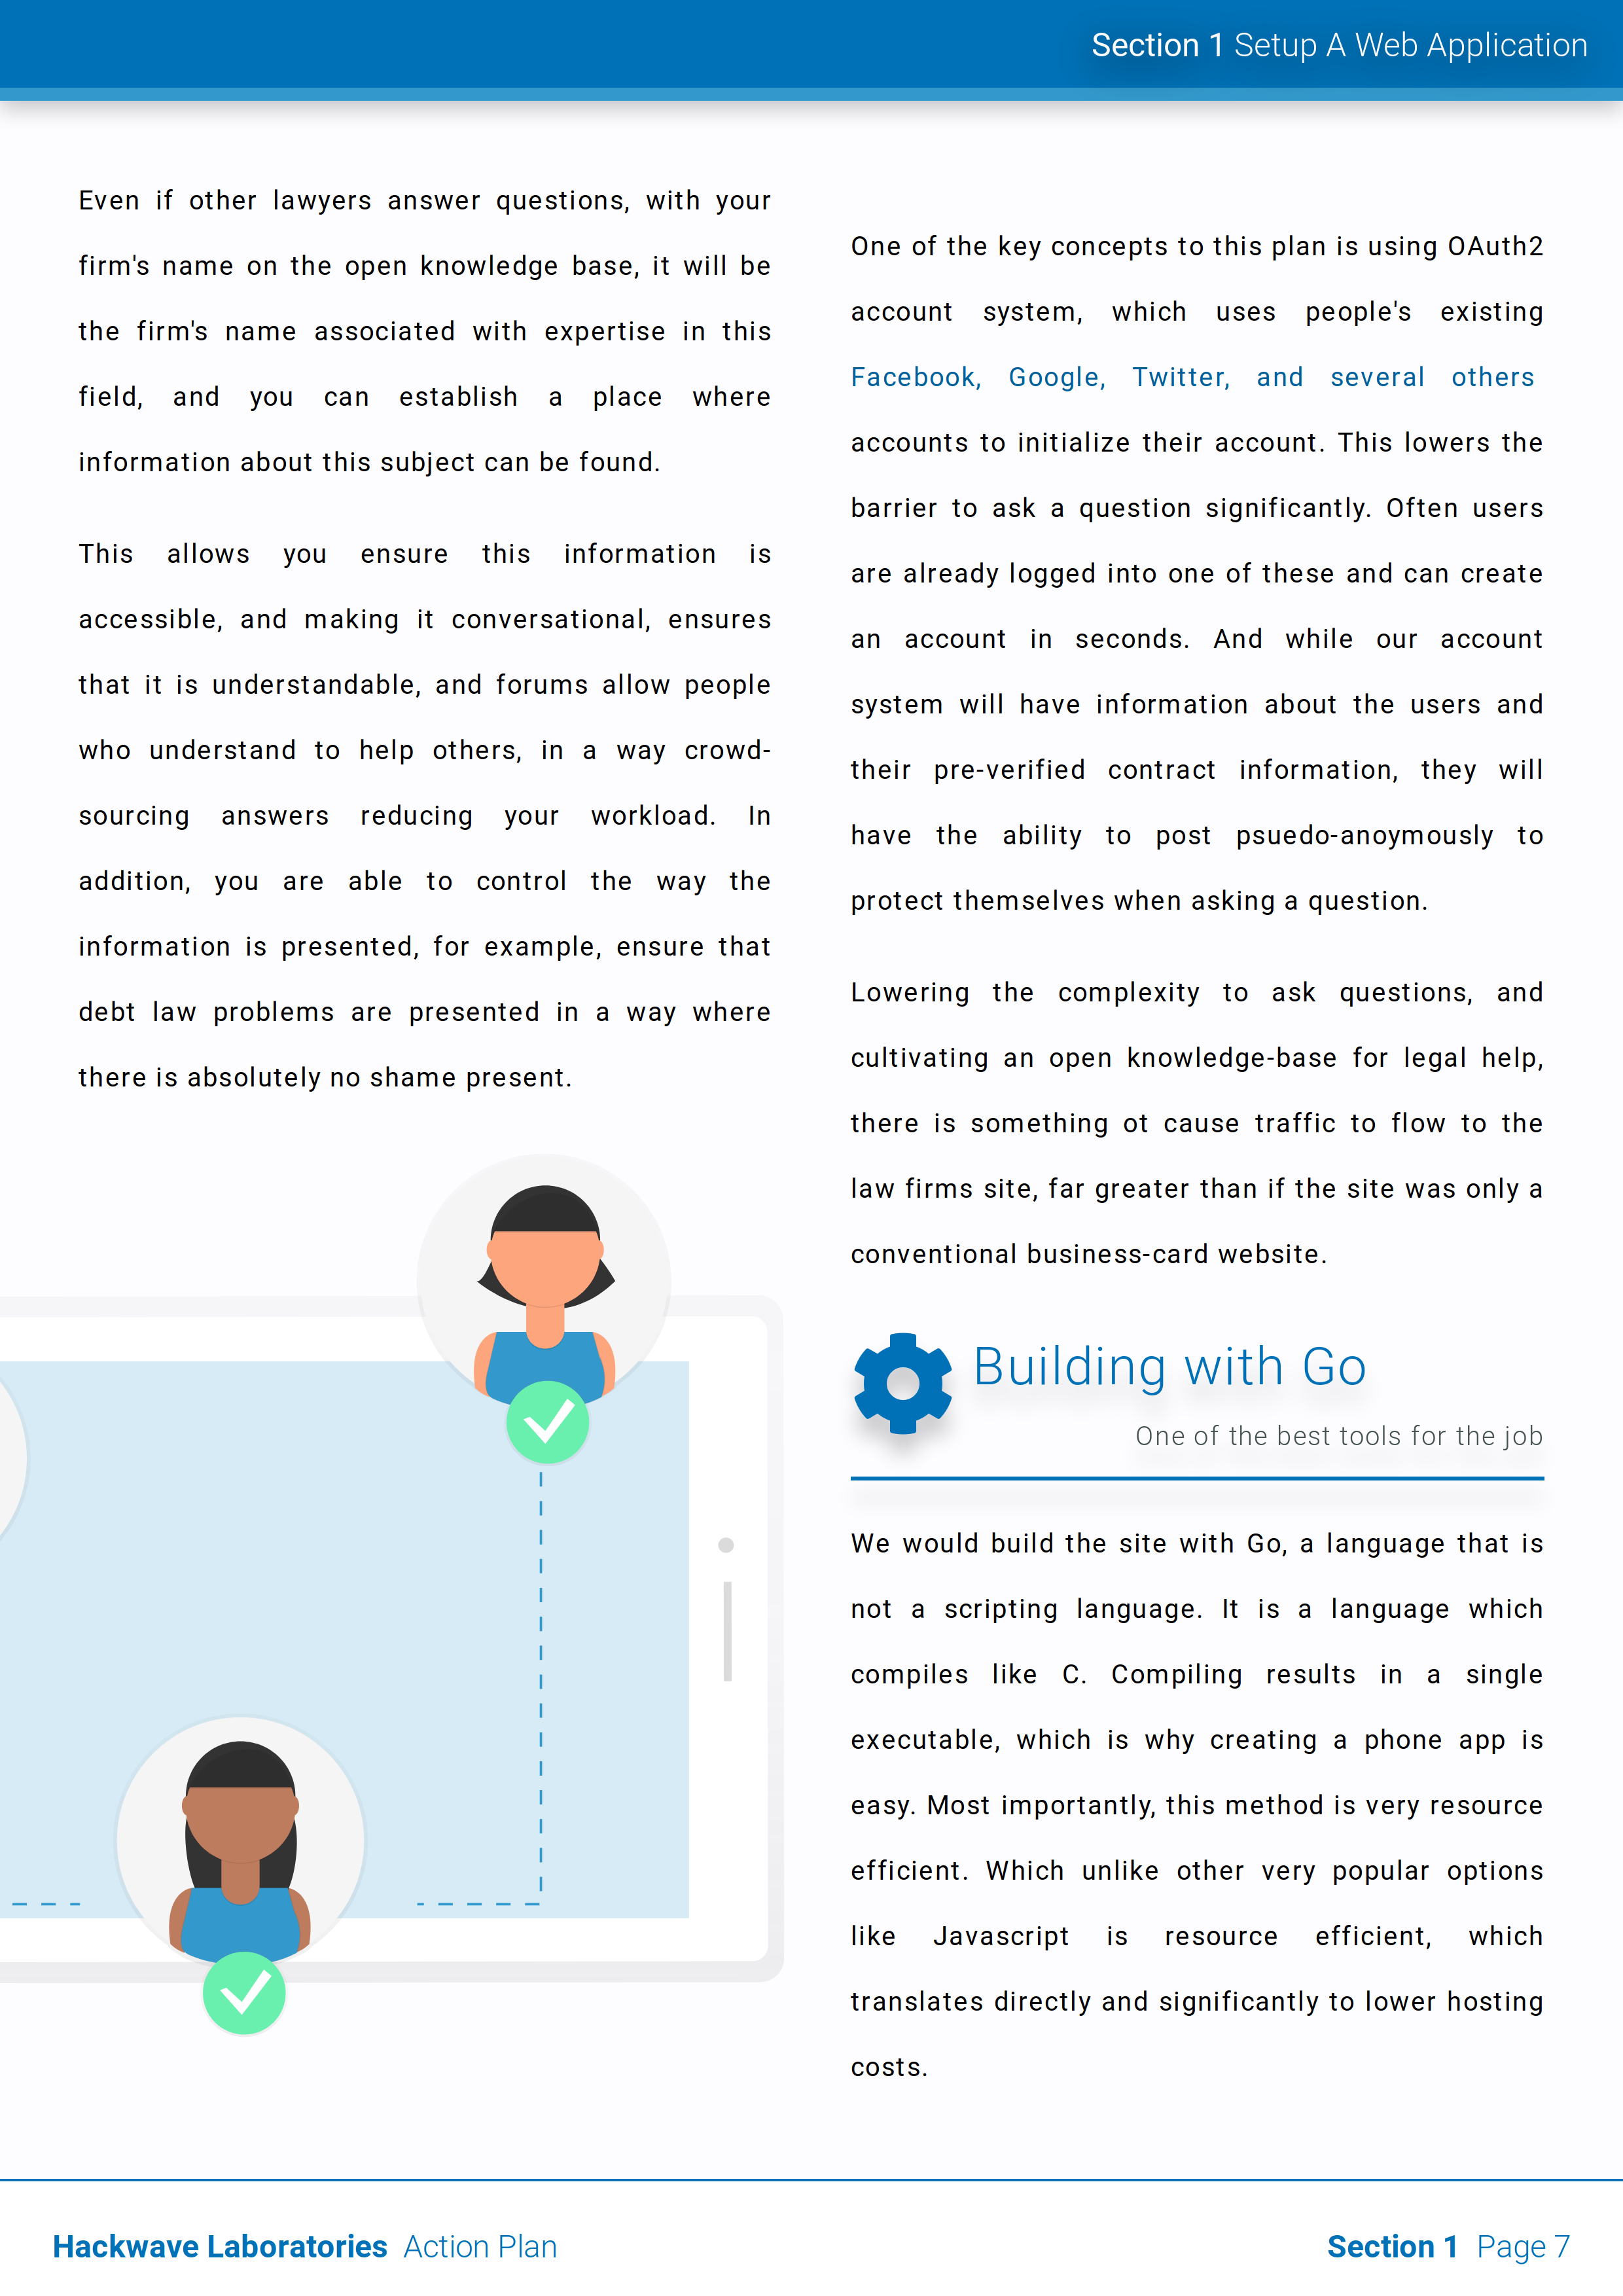 Section 1 Setup A Web Application
Even if other lawyers answer questions, with your
firm's name on the open knowledge base, it will be
the firm's name associated with expertise in this
field, and you can establish a place where
information about this subject can be found.
This allows you ensure this information is
accessible, and making it conversational, ensures
that it is understandable, and forums allow people
who understand to help others, in a way crowd-
sourcing answers reducing your workload. In
addition, you are able to control the way the
information is presented, for example, ensure that
debt law problems are presented in a way where
there is absolutely no shame present.
One of the key concepts to this plan is using OAuth2
account system, which uses people's existing
Facebook, Google, Twitter, and several others
accounts to initialize their account. This lowers the
barrier to ask a question significantly. Often users
are already logged into one of these and can create
an account in seconds. And while our account
system will have information about the users and
their pre-verified contract information, they will
have the ability to post psuedo-anoymously to
protect themselves when asking a question.
Lowering the complexity to ask questions, and
cultivating an open knowledge-base for legal help,
there is something ot cause traffic to flow to the
law firms site, far greater than if the site was only a
conventional business-card website.
Building with Go
One of the best tools for the job
We would build the site with Go, a language that is
not a scripting language. It is a language which
compiles like C. Compiling results in a single
executable, which is why creating a phone app is
easy. Most importantly, this method is very resource
efficient. Which unlike other very popular options
like Javascript is resource efficient, which
translates directly and significantly to lower hosting
costs.
Hackwave Laboratories Action Plan
Section 1 Page 7